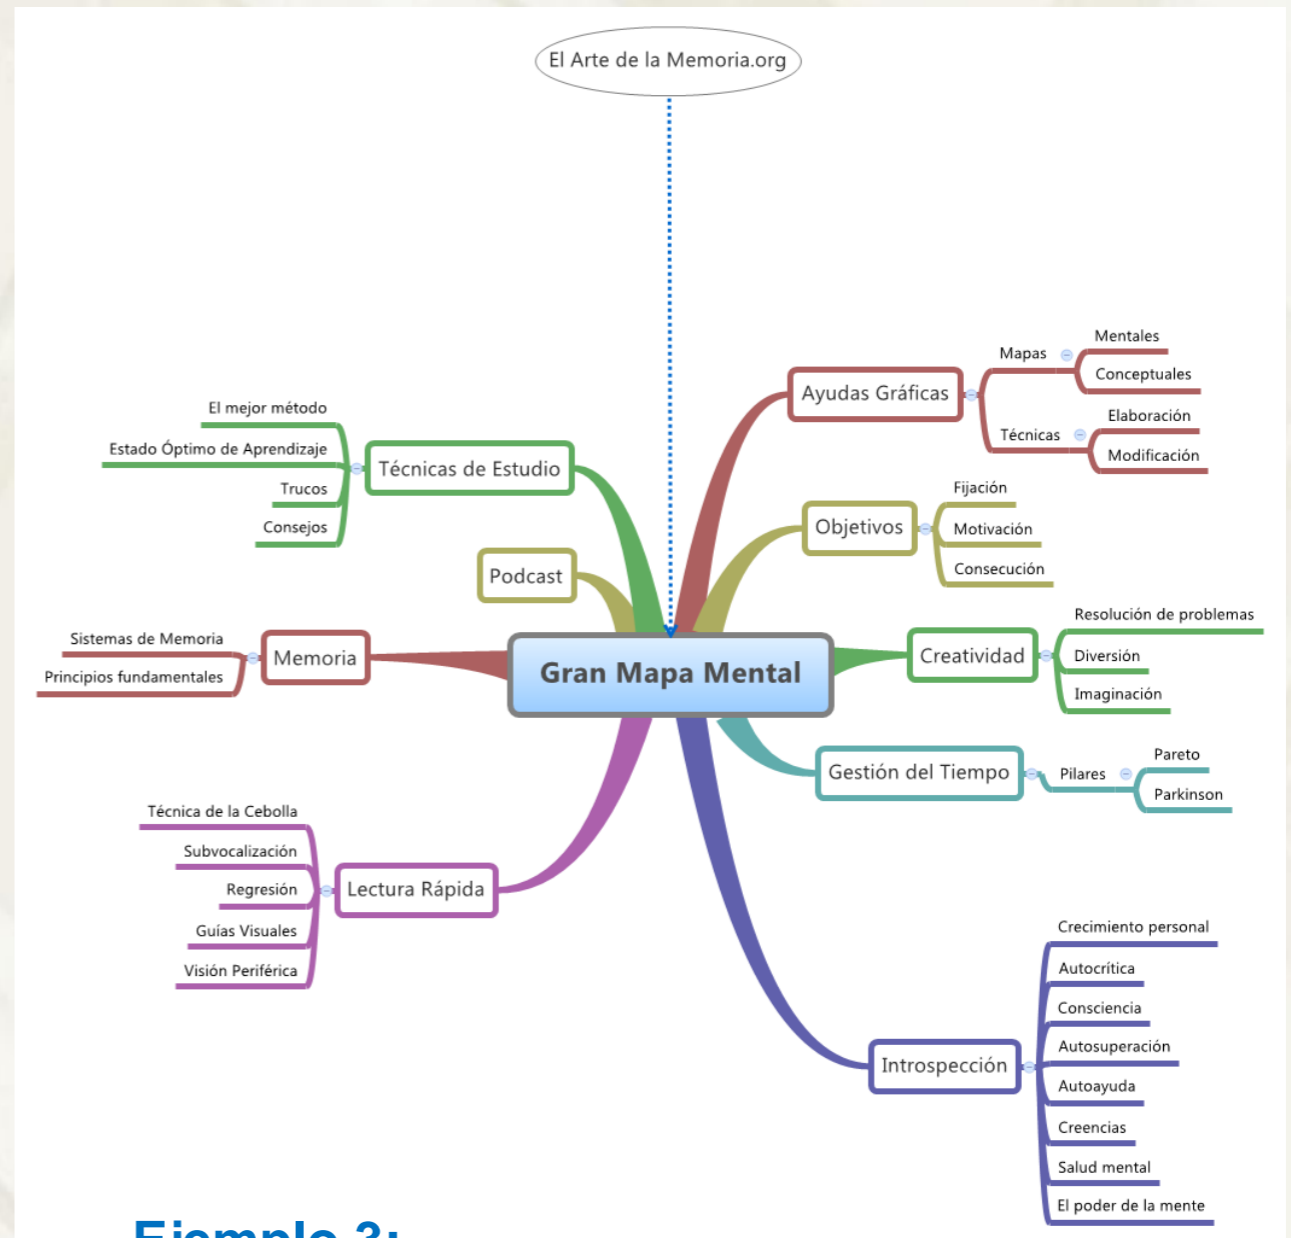 El Arte de la Memoria.org
Gran Mapa Mental
Ayudas Gráficas
Mapas
Mentales
Conceptuales
Técnicas
Elaboración
Modificación
Objetivos
Fijación
Motivación
Consecución
Creatividad
Resolución de problemas
Diversión
Imaginación
Gestión del Tiempo
Pilares
Pareto
Parkinson
Introspección
Crecimiento personal
Autocrítica
Consciencia
Autosuperación
Autoayuda
Creencias
Salud mental
El poder de la mente
Técnicas de Estudio
El mejor método
Estado Óptimo de Aprendizaje
Trucos
Consejos
Podcast
Memoria
Sistemas de Memoria
Principios fundamentales
Lectura Rápida
Técnica de la Cebolla
Subvocalización
Regresión
Guías Visuales
Visión Periférica
Ejemplo 3: